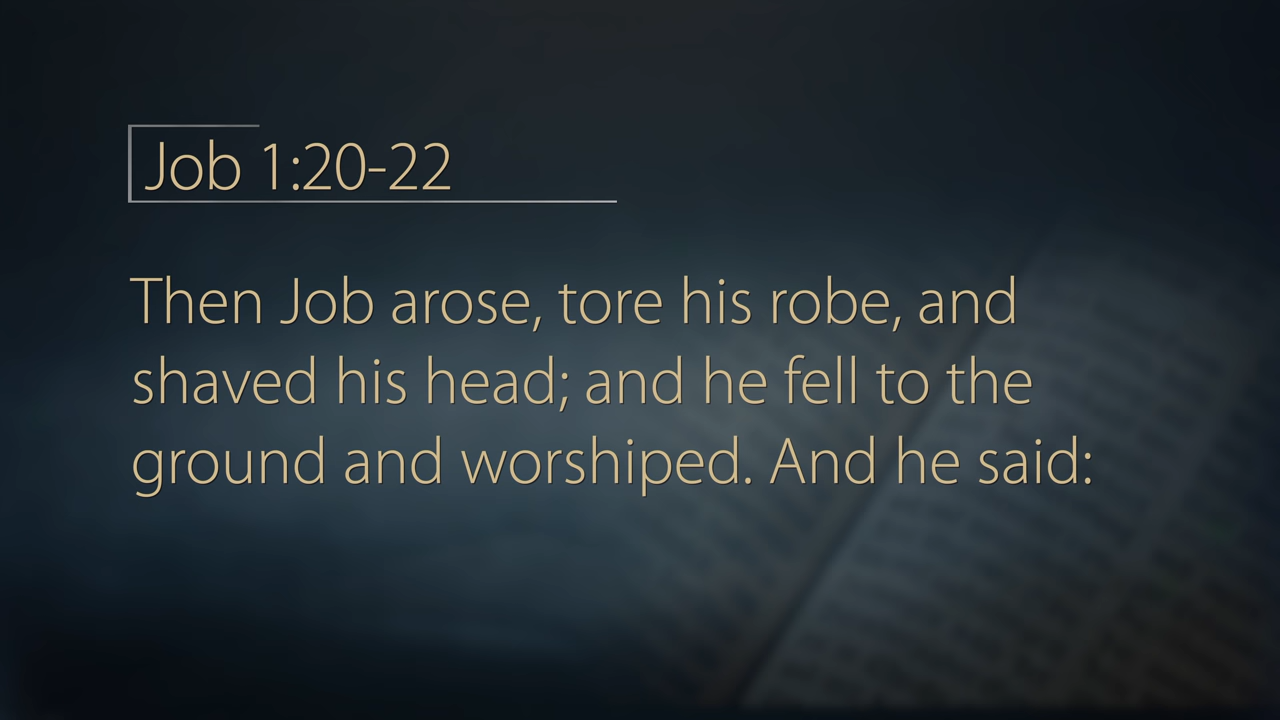 Job 1:20-22
Then Job arose, tore his robe, and
shaved his head; and he fell to the
ground and worshiped. And he said: